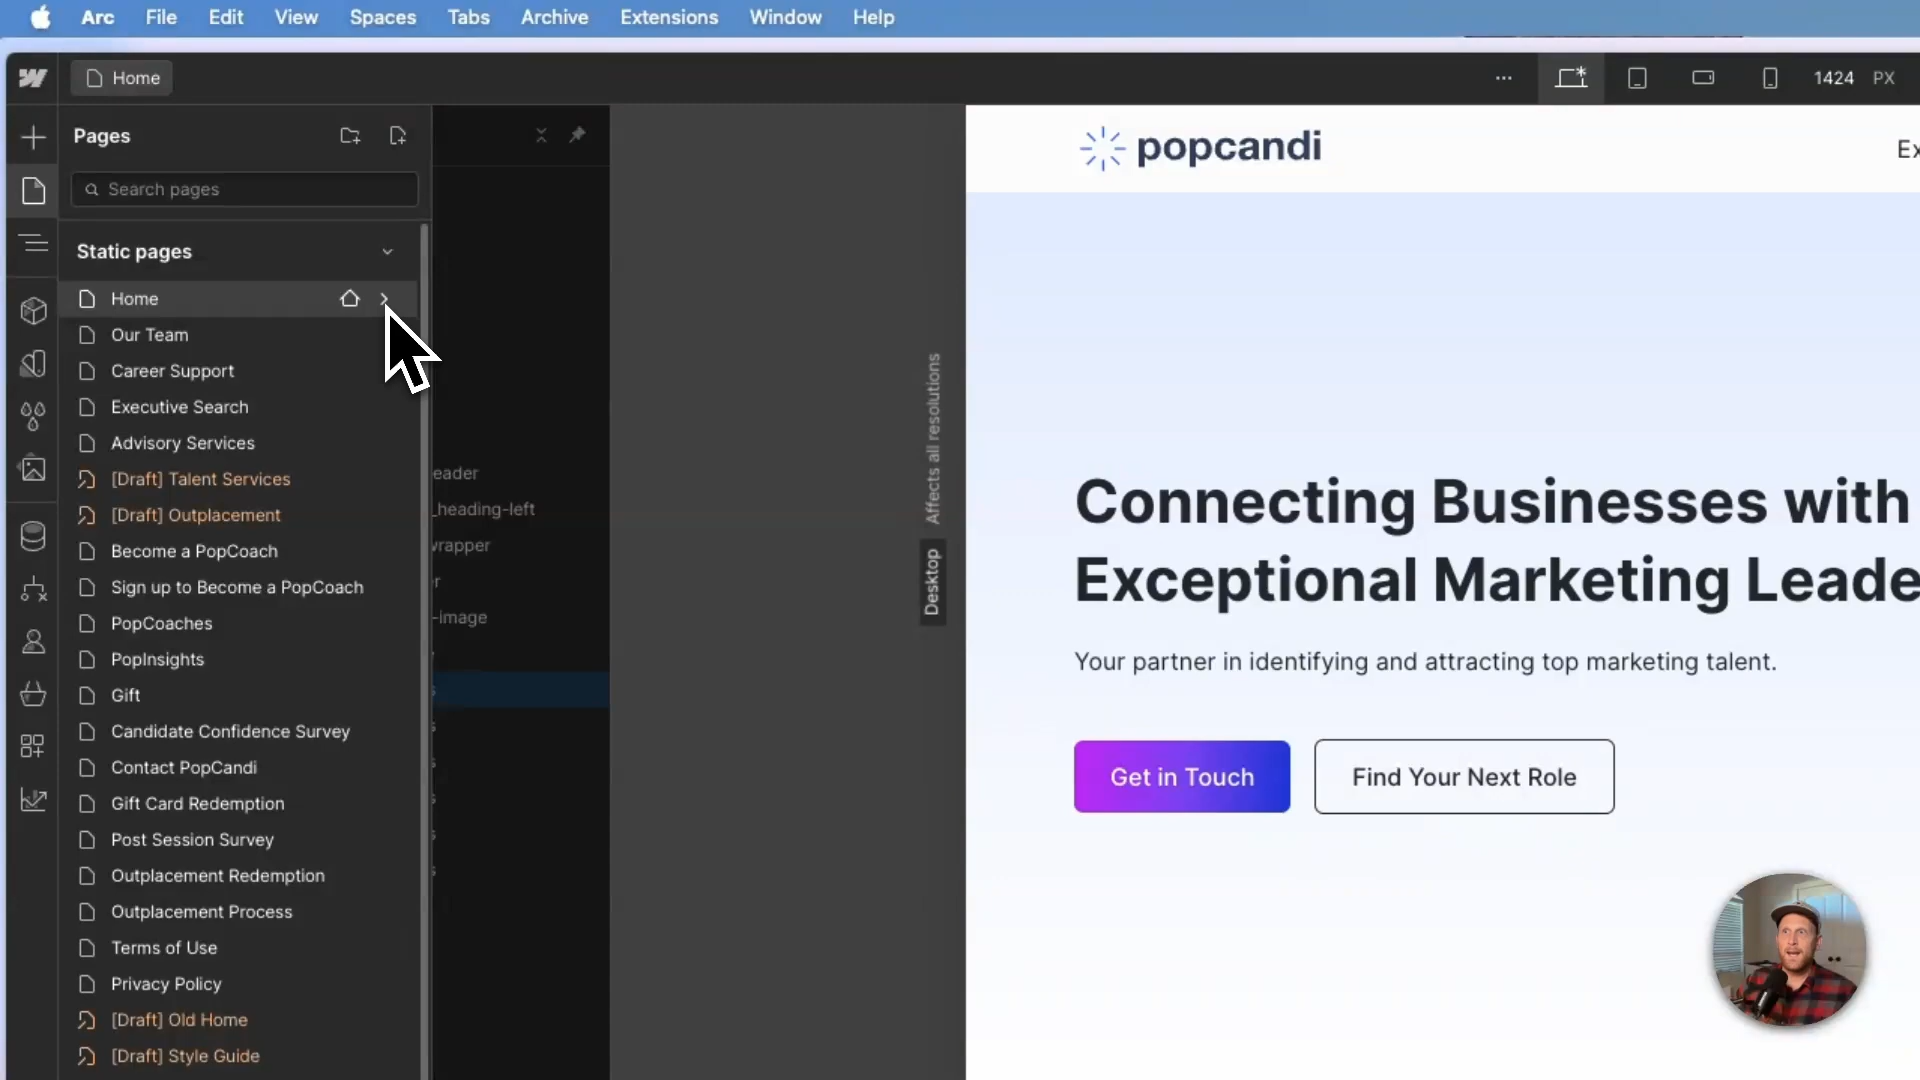 Arc File Edit View Spaces Tabs Archive Extensions Window Help
Home
... 1424 PX
Pages
Search pages
Static pages
Home
Our Team
Career Support
Executive Search
Advisory Services
[Draft] Talent Services
[Draft] Outplacement
Become a PopCoach
Sign up to Become a PopCoach
PopCoaches
PopInsights
Gift
Candidate Confidence Survey
Contact PopCandi
Gift Card Redemption
Post Session Survey
Outplacement Redemption
Outplacement Process
Terms of Use
Privacy Policy
[Draft] Old Home
[Draft] Style Guide
eader
_heading-left
wrapper
r
-image
Affects all resolutions
Desktop
popcandi
Ex
Connecting Businesses with
Exceptional Marketing Leade
Your partner in identifying and attracting top marketing talent.
Get in Touch
Find Your Next Role